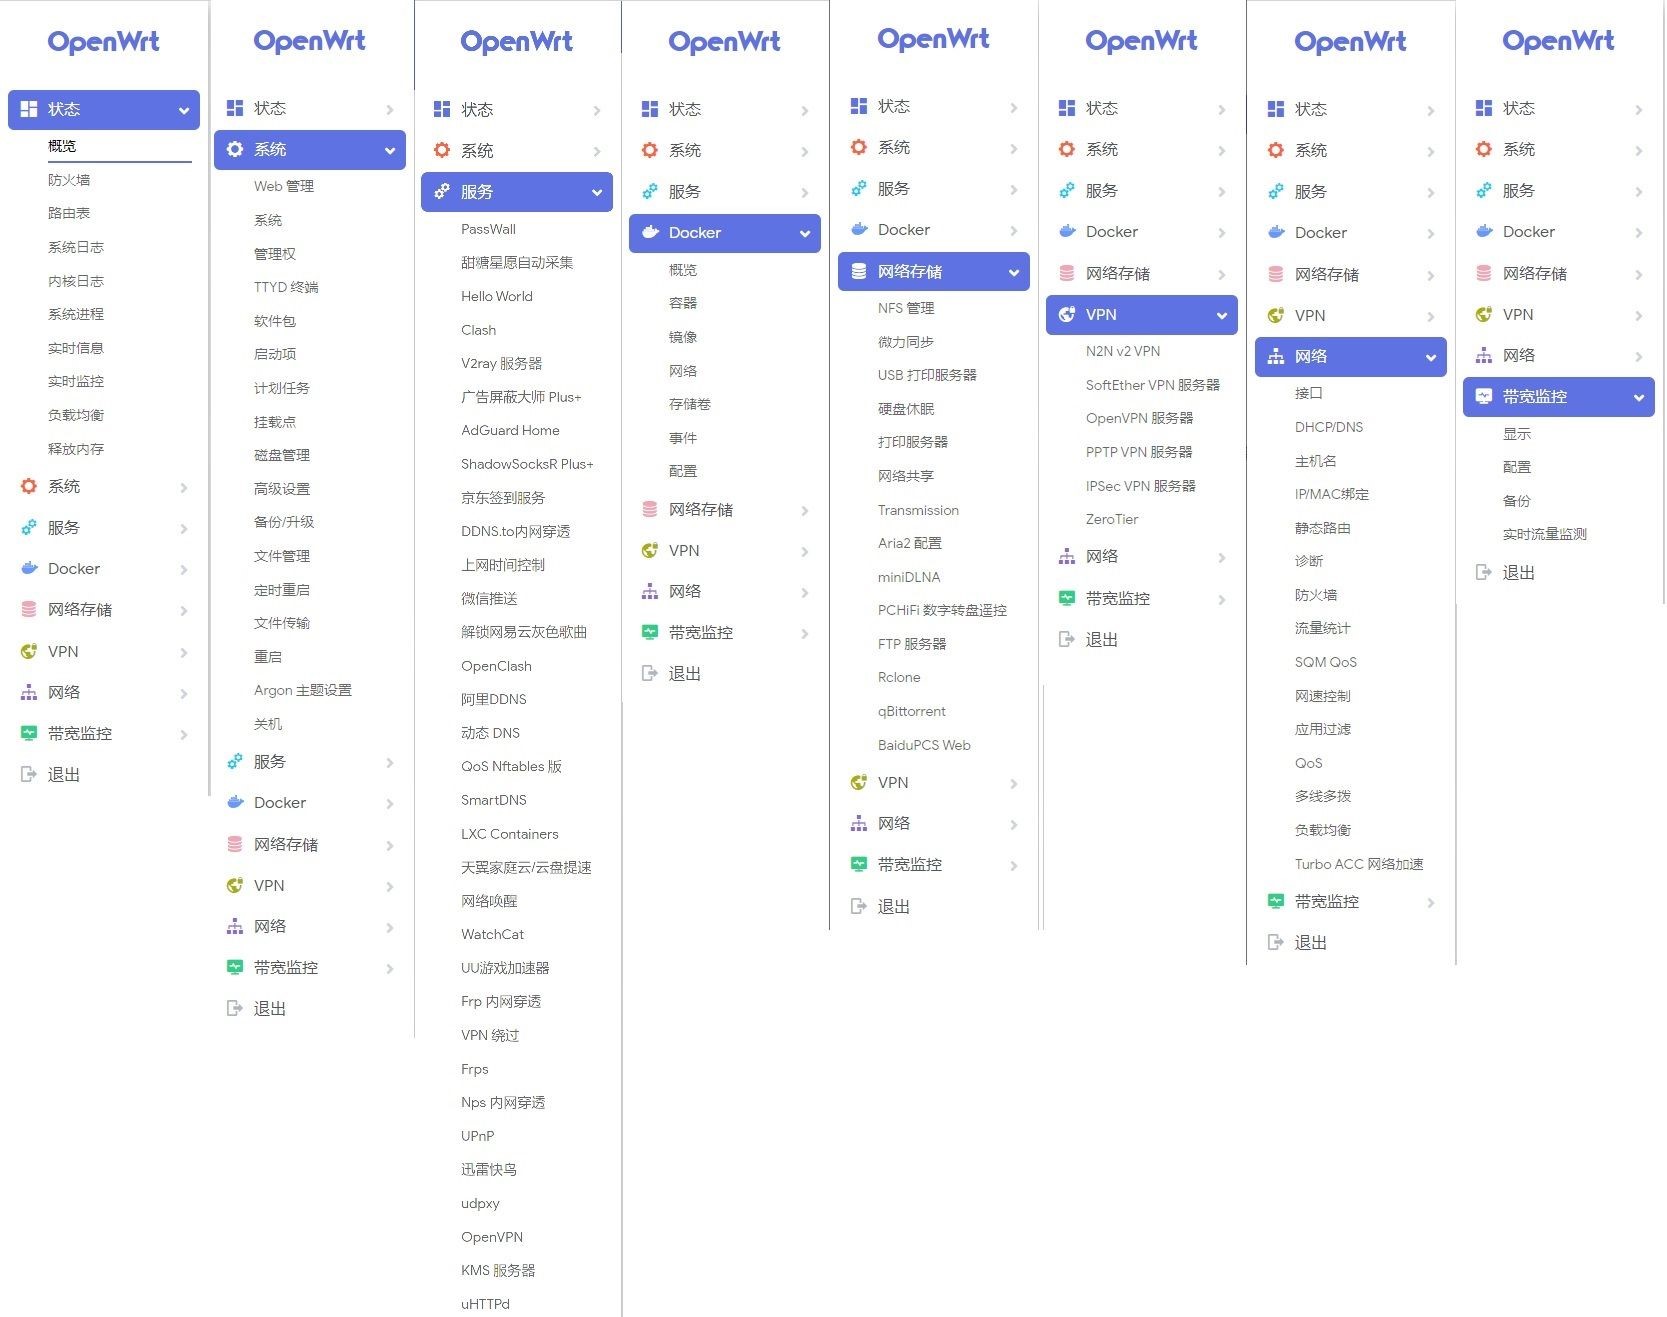 OpenWrt
状态
概览
防火墙
路由表
系统日志
内核日志
系统进程
实时信息
实时监控
负载均衡
释放内存
系统
服务
Docker
网络存储
VPN
网络
带宽监控
退出
OpenWrt
状态
系统
Web 管理
系统
管理权
TTYD 终端
软件包
启动项
计划任务
挂载点
磁盘管理
高级设置
备份/升级
文件管理
定时重启
文件传输
重启
Argon 主题设置
关机
服务
Docker
网络存储
VPN
网络
带宽监控
退出
OpenWrt
状态
系统
服务
PassWall
甜糖星愿自动采集
Hello World
Clash
V2ray 服务器
广告屏蔽大师 Plus+
AdGuard Home
ShadowSocksR Plus+
京东签到服务
DDNS.to内网穿透
上网时间控制
微信推送
解锁网易云灰色歌曲
OpenClash
阿里DDNS
动态 DNS
QoS Nftables 版
SmartDNS
LXC Containers
天翼家庭云/云盘提速
网络唤醒
WatchCat
UU游戏加速器
Frp 内网穿透
VPN 绕过
Frps
Nps 内网穿透
UPnP
迅雷快鸟
udpxy
OpenVPN
KMS 服务器
uHTTPd
OpenWrt
状态
系统
服务
Docker
概览
容器
镜像
网络
存储卷
事件
配置
网络存储
VPN
网络
带宽监控
退出
OpenWrt
状态
系统
服务
Docker
网络存储
NFS 管理
微力同步
USB 打印服务器
硬盘休眠
打印服务器
网络共享
Transmission
Aria2 配置
miniDLNA
PCHiFi 数字转盘遥控
FTP 服务器
Rclone
qBittorrent
BaiduPCS Web
VPN
网络
带宽监控
退出
OpenWrt
状态
系统
服务
Docker
网络存储
VPN
N2N v2 VPN
SoftEther VPN 服务器
OpenVPN 服务器
PPTP VPN 服务器
IPSec VPN 服务器
ZeroTier
网络
带宽监控
退出
OpenWrt
状态
系统
服务
Docker
网络存储
VPN
网络
接口
DHCP/DNS
主机名
IP/MAC绑定
静态路由
诊断
防火墙
流量统计
SQM QoS
网速控制
应用过滤
QoS
多线多拨
负载均衡
Turbo ACC 网络加速
带宽监控
退出
OpenWrt
状态
系统
服务
Docker
网络存储
VPN
网络
带宽监控
显示
配置
备份
实时流量监测
退出